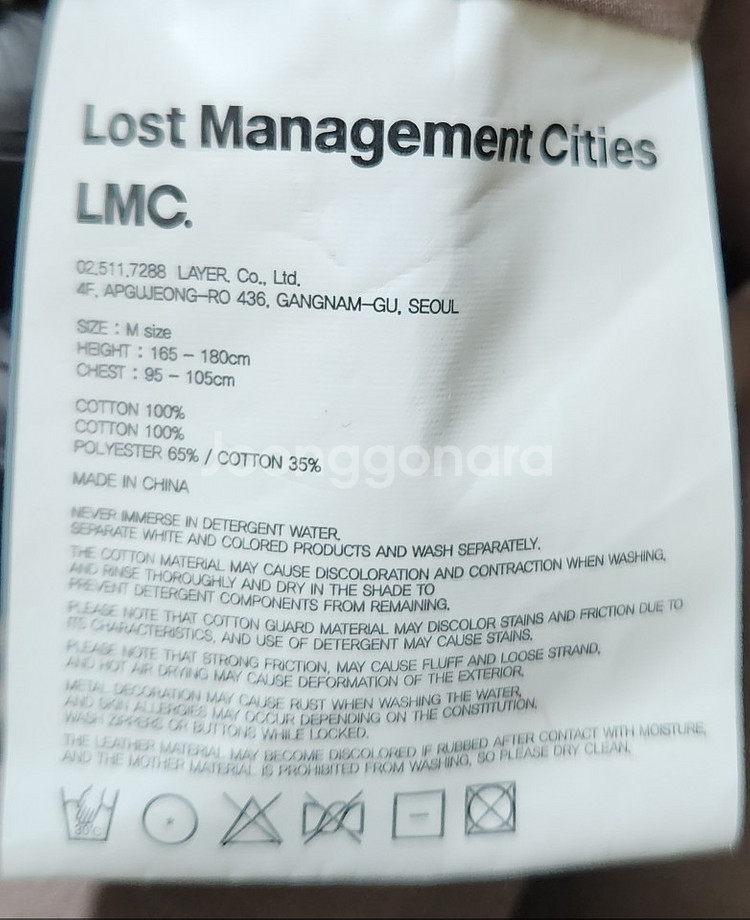 Lost Management Cities
LMC.
02.511.7288 LAYER. Co., Ltd.
4F, APGUJEONG-RO 436, GANGNAM-GU, SEOUL
SIZE : M size
HEIGHT : 165 - 180cm
CHEST : 95 - 105cm
COTTON 100%
COTTON 100%
POLYESTER 65% / COTTON 35%
Joonggonara
MADE IN CHINA
NEVER IMMERSE IN DETERGENT WATER.
SEPARATE WHITE AND COLORED PRODUCTS AND WASH SEPARATELY.
THE COTTON MATERIAL MAY CAUSE DISCOLORATION AND CONTRACTION WHEN WASHING,
AND RINSE THOROUGHLY AND DRY IN THE SHADE TO
PREVENT DETERGENT COMPONENTS FROM REMAINING.
PLEASE NOTE THAT COTTON GUARD MATERIAL MAY DISCOLOR STAINS AND FRICTION DUE TO
ITS CHARACTERISTICS, AND USE OF DETERGENT MAY CAUSE STAINS.
PLEASE NOTE THAT STRONG FRICTION, MAY CAUSE FLUFF AND LOOSE STRAND,
AND HOT AIR DRYING MAY CAUSE DEFORMATION OF THE EXTERIOR.
METAL DECORATION MAY CAUSE RUST WHEN WASHING THE WATER,
AND SKIN ALLERGIES MAY OCCUR DEPENDING ON THE CONSTITUTION.
WASH ZIPPERS OR BUTTONS WHILE LOCKED.
THE LEATHER MATERIAL MAY BECOME DISCOLORED IF RUBBED AFTER CONTACT WITH MOISTURE,
AND THE MOTHER MATERIAL IS PROHIBITED FROM WASHING, SO PLEASE DRY CLEAN.
30°C